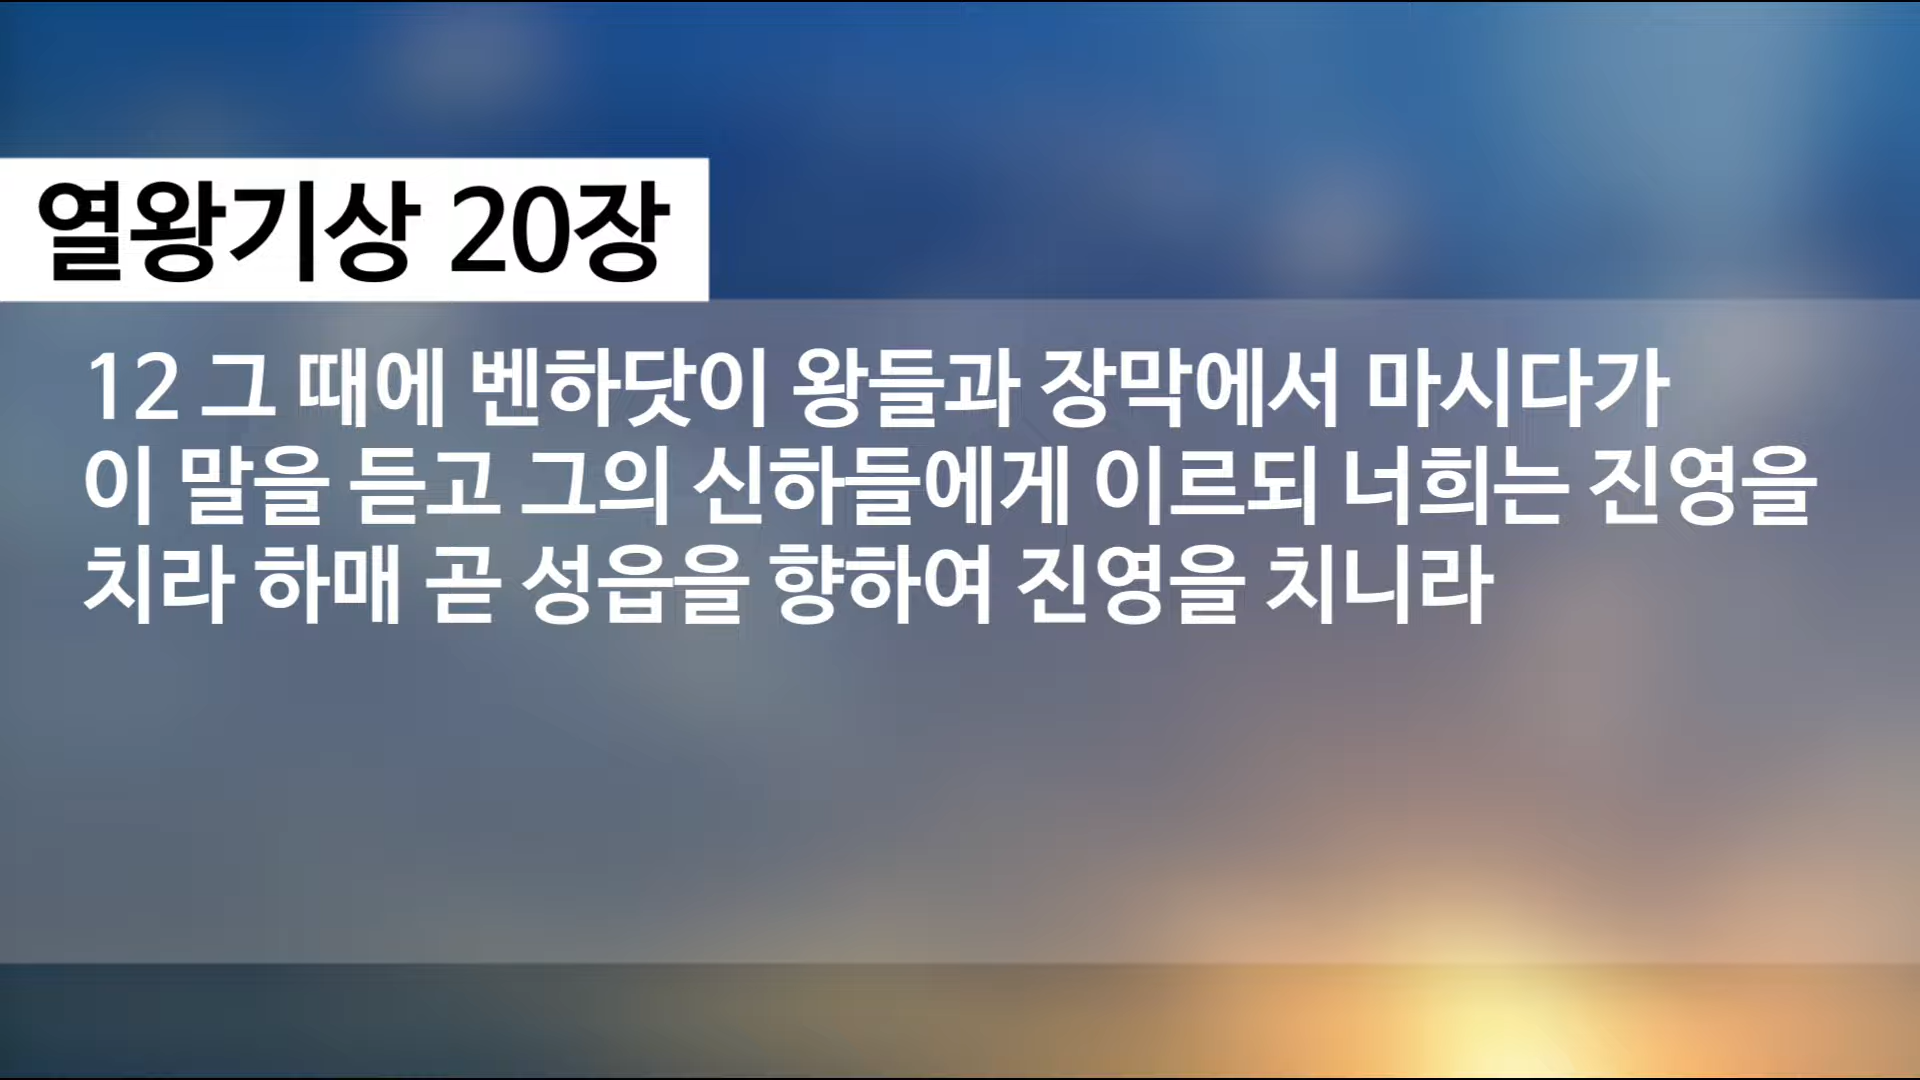 열왕기상 20장
12 그 때에 벤하닷이 왕들과 장막에서 마시다가
이 말을 듣고 그의 신하들에게 이르되 너희는 진영을
치라 하매 곧 성읍을 향하여 진영을 치니라